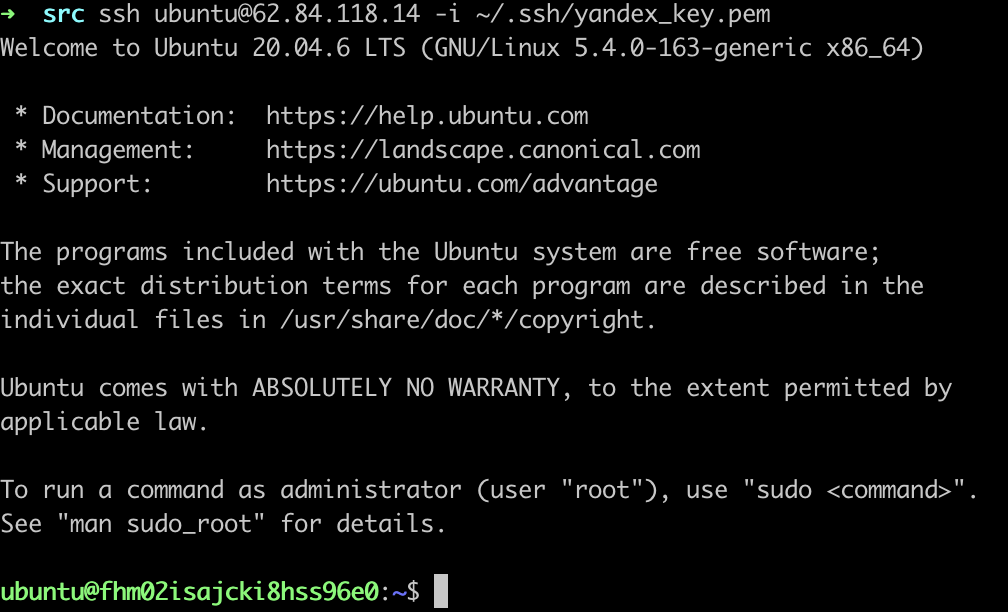 ➜  src ssh ubuntu@62.84.118.14 -i ~/.ssh/yandex_key.pem
Welcome to Ubuntu 20.04.6 LTS (GNU/Linux 5.4.0-163-generic x86_64)

 * Documentation:  https://help.ubuntu.com
 * Management:     https://landscape.canonical.com
 * Support:        https://ubuntu.com/advantage

The programs included with the Ubuntu system are free software;
the exact distribution terms for each program are described in the
individual files in /usr/share/doc/*/copyright.

Ubuntu comes with ABSOLUTELY NO WARRANTY, to the extent permitted by
applicable law.

To run a command as administrator (user "root"), use "sudo <command>".
See "man sudo_root" for details.

ubuntu@fhm02isajcki8hss96e0:~$